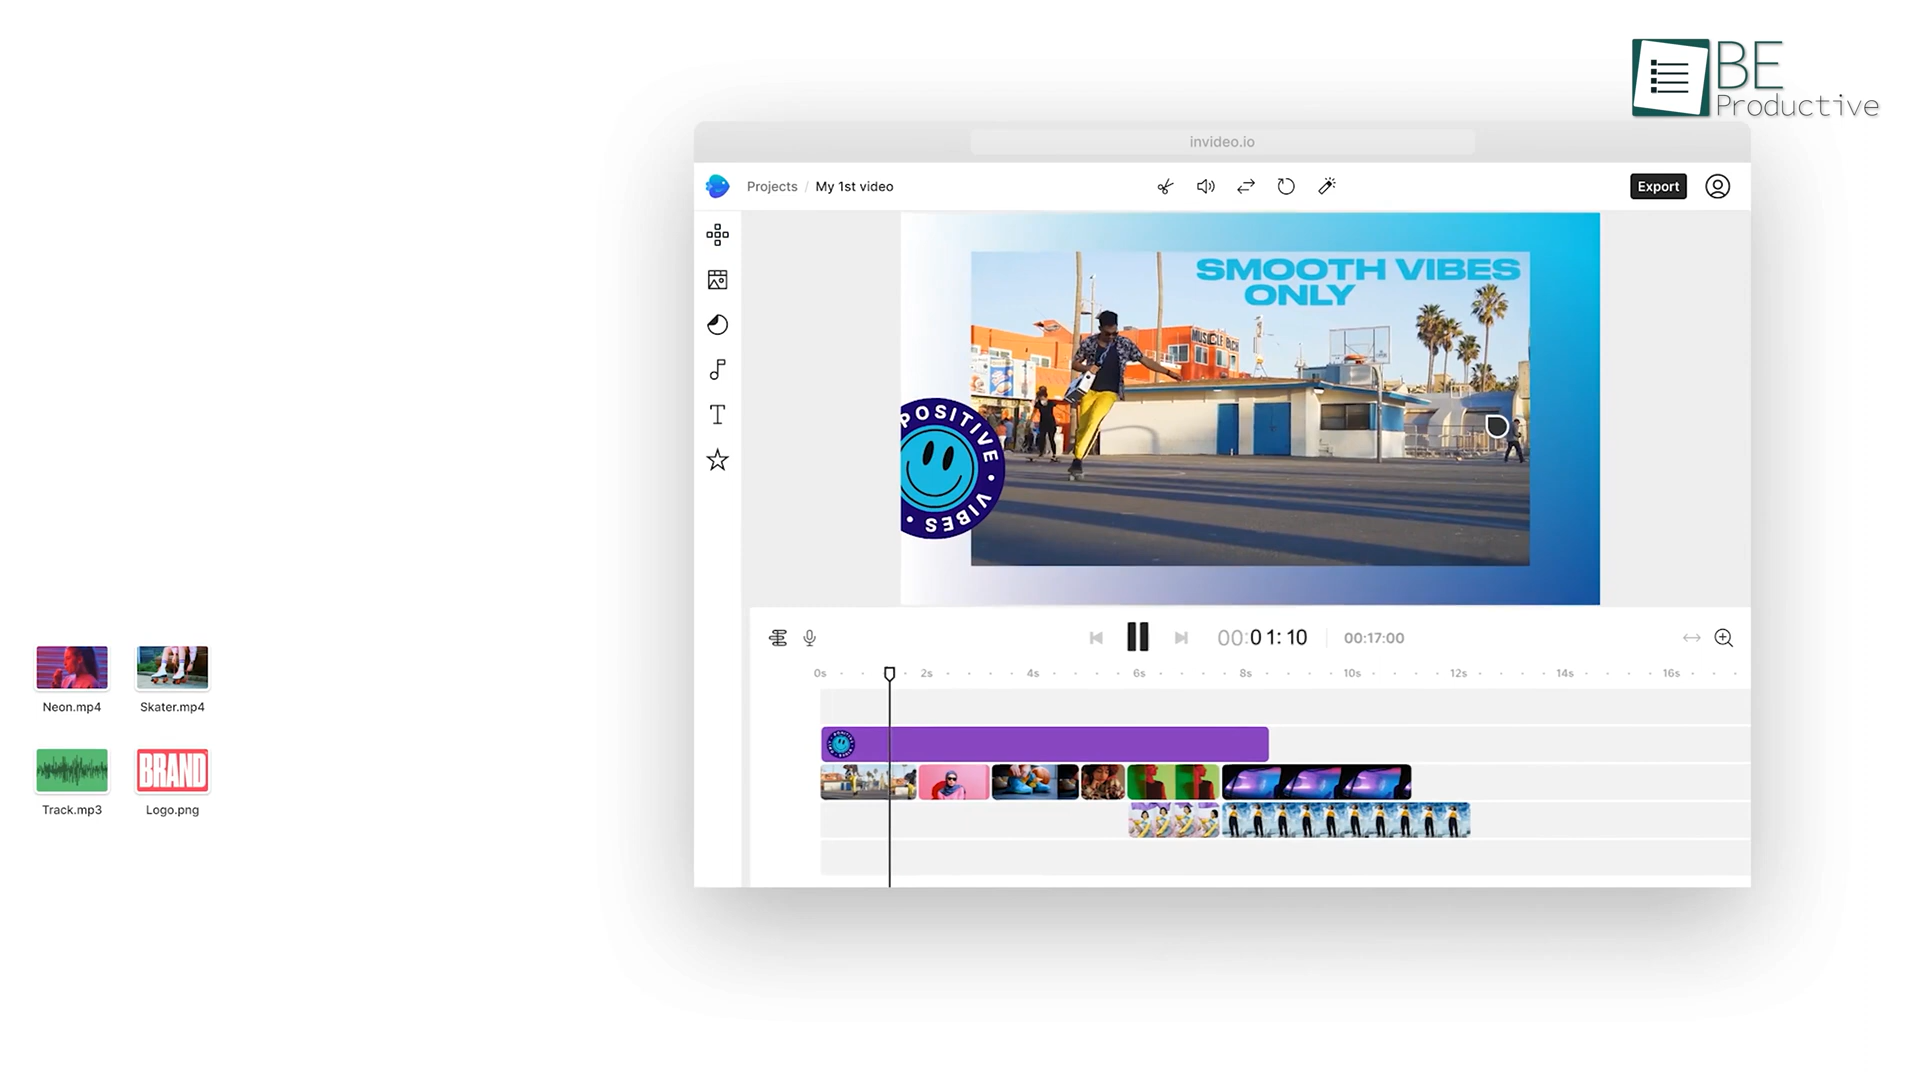 BE
Productive
invideo.io
Projects / My 1st video
Export
SMOOTH VIBES
ONLY
MUSCLE BEACH
POSITIVE • VIBES •
00:01:10
00:17:00
0s 2s 4s 6s 8s 10s 12s 14s 16s
Neon.mp4
Skater.mp4
BRAND
Track.mp3
Logo.png